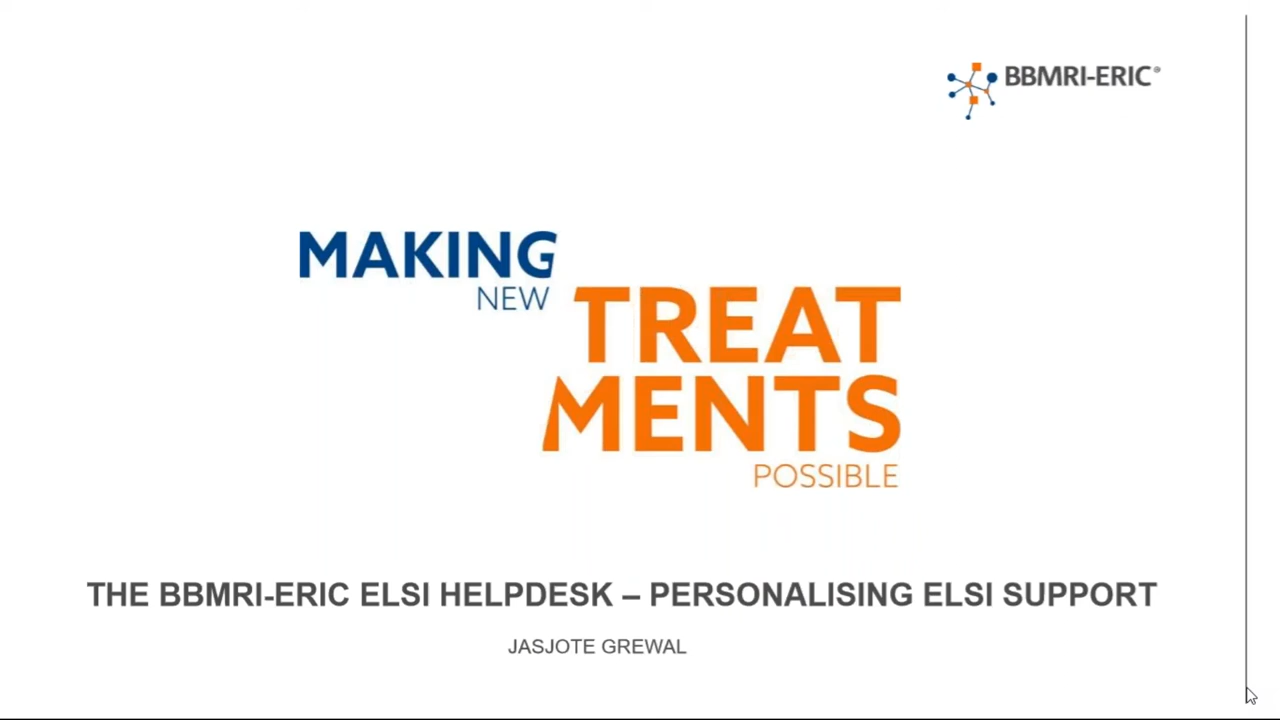 BBMRI-ERIC®
MAKING
NEW
TREAT
MENTS
POSSIBLE
THE BBMRI-ERIC ELSI HELPDESK – PERSONALISING ELSI SUPPORT
JASJOTE GREWAL